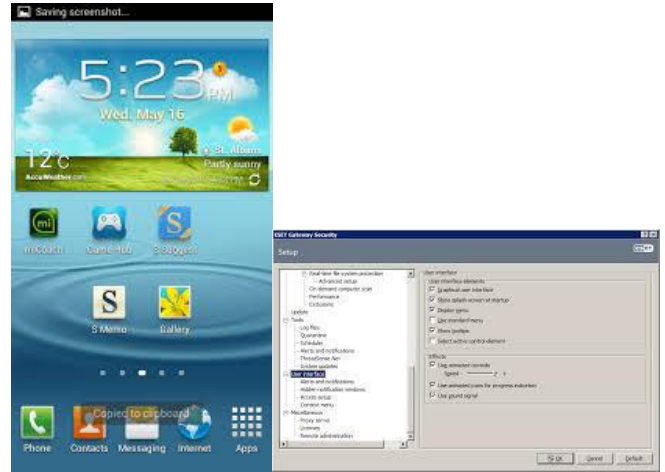 Saving screenshot...
5:23 PM
Wed, May 16
12°c
St. Albans
Partly sunny
AccuWeather.com
miCoach
Game Hub
S Suggest
S Memo
Gallery
Copied to clipboard
Phone
Contacts
Messaging
Internet
Apps
ESET Gateway Security
Setup
Real-time file system protection
Advanced setup
On-demand computer scan
Performance
Exclusions
Update
Tools
Log files
Quarantine
Scheduler
Alerts and notifications
ThreatSense.Net
System updates
User interface
Alerts and notifications
Hidden notification windows
Access setup
Context menu
Miscellaneous
Proxy server
Licenses
Remote administration
User interface
User interface elements
Graphical user interface
Show splash-screen at startup
Display menu
Use standard menu
Show tooltips
Select active control element
Effects
Use animated controls
Speed
Use animated icons for progress indication
Use sound signal
OK
Cancel
Default